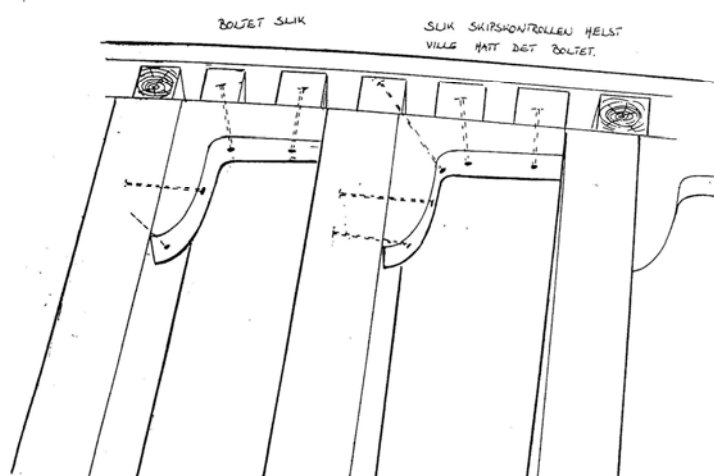 BOLTET SLIK
SLIK SKIPSKONTROLLEN HELST
VILLE HATT DET BOLTET.